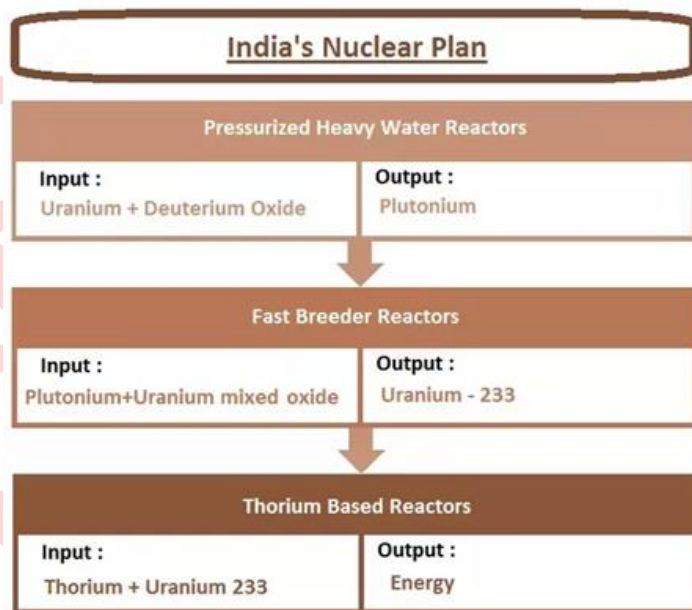 India's Nuclear Plan
Pressurized Heavy Water Reactors
Input :
Uranium + Deuterium Oxide
Output :
Plutonium
Fast Breeder Reactors
Input :
Plutonium+Uranium mixed oxide
Output :
Uranium - 233
Thorium Based Reactors
Input :
Thorium + Uranium 233
Output :
Energy